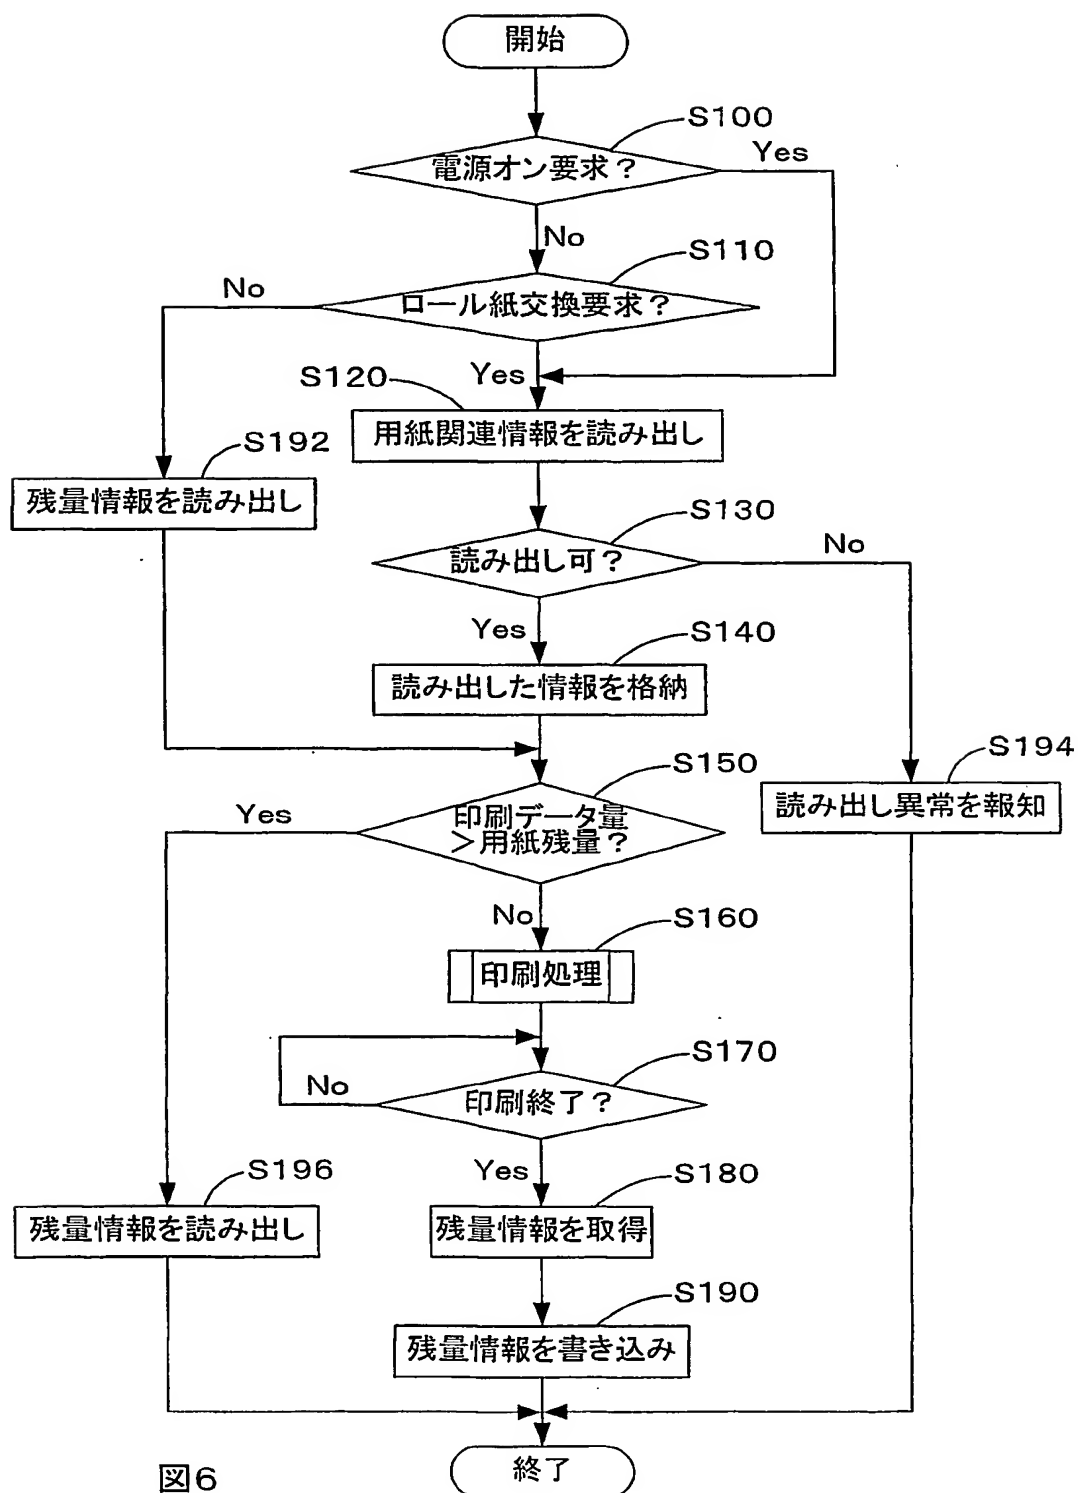 開始
S100
電源オン要求？
Yes
No
S110
No
ロール紙交換要求？
Yes
S120
用紙関連情報を読み出し
S192
残量情報を読み出し
S130
読み出し可？
No
Yes
S140
読み出した情報を格納
S194
読み出し異常を報知
S150
Yes
印刷データ量
＞用紙残量？
No
S160
印刷処理
S170
No
印刷終了？
Yes
S180
残量情報を取得
S196
残量情報を読み出し
S190
残量情報を書き込み
終了
図6